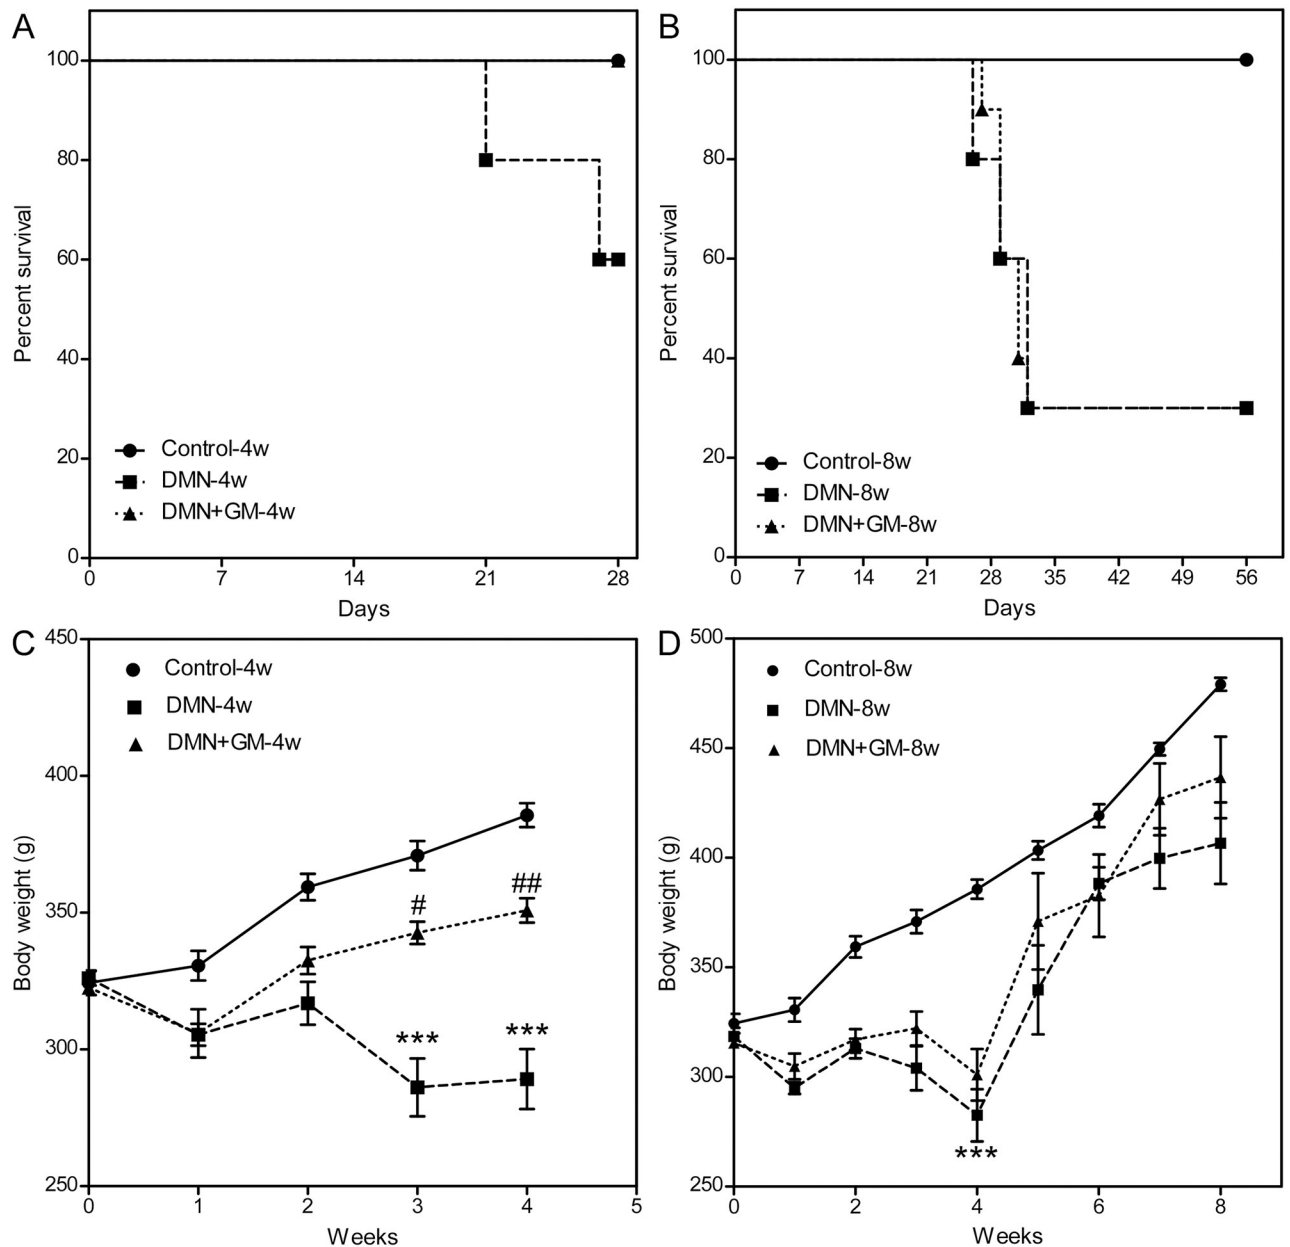 A
Percent survival
100
80
60
40
20
0
Control-4w
DMN-4w
DMN+GM-4w
0 7 14 21 28
Days
B
Percent survival
100
80
60
40
20
0
Control-8w
DMN-8w
DMN+GM-8w
0 7 14 21 28 35 42 49 56
Days
C
Body weight (g)
450
400
350
300
250
Control-4w
DMN-4w
DMN+GM-4w
# ##
*** ***
0 1 2 3 4 5
Weeks
D
Body weight (g)
500
450
400
350
300
250
Control-8w
DMN-8w
DMN+GM-8w
***
0 2 4 6 8
Weeks